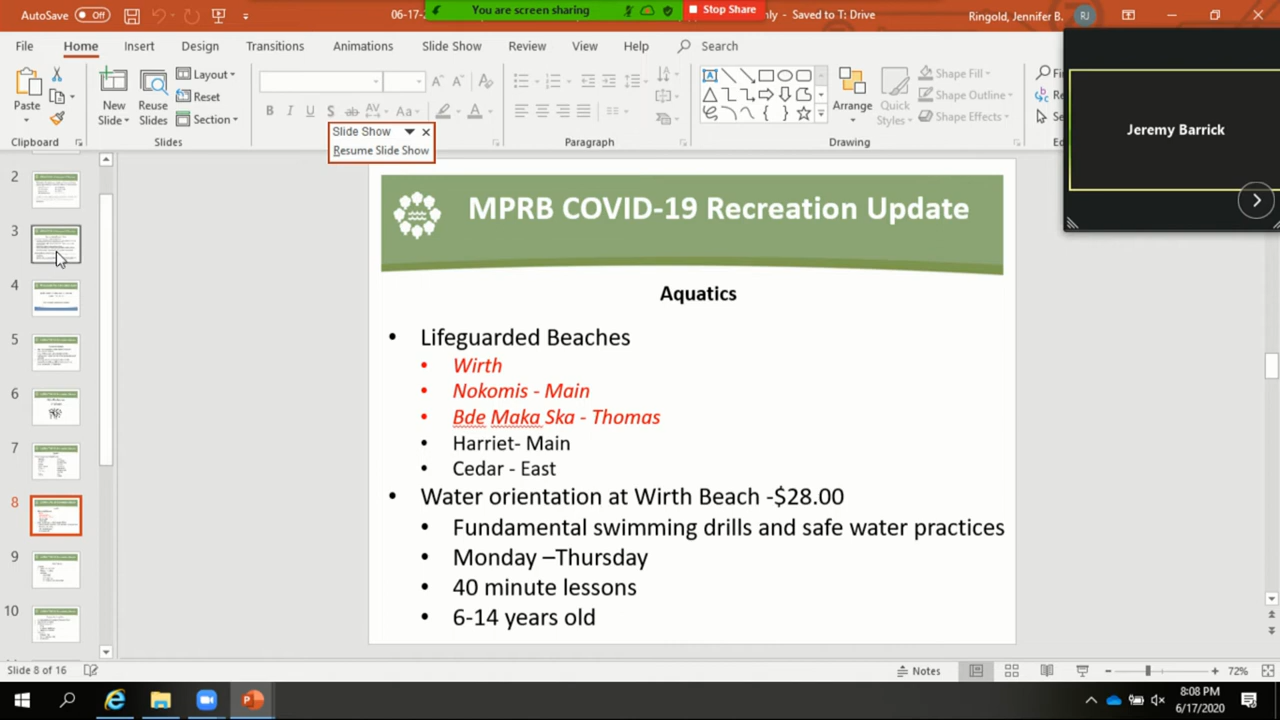 AutoSave Off
06-17-2
You are screen sharing
Stop Share
nly – Saved to T: Drive
Ringold, Jennifer B.
RJ
File Home Insert Design Transitions Animations Slide Show Review View Help Search
Paste
New Slide
Reuse Slides
Layout
Reset
Section
B I U S ab AV Aa A
Shape Fill
Shape Outline
Shape Effects
Arrange
Quick Styles
Clipboard
Slides
Paragraph
Drawing
Slide Show
Resume Slide Show
Jeremy Barrick
2
3
4
5
6
7
8
9
10
MPRB COVID-19 Recreation Update
Aquatics
• Lifeguarded Beaches
• Wirth
• Nokomis - Main
• Bde Maka Ska - Thomas
• Harriet- Main
• Cedar - East
• Water orientation at Wirth Beach -$28.00
• Fundamental swimming drills and safe water practices
• Monday –Thursday
• 40 minute lessons
• 6-14 years old
Slide 8 of 16
Notes
72%
8:08 PM
6/17/2020